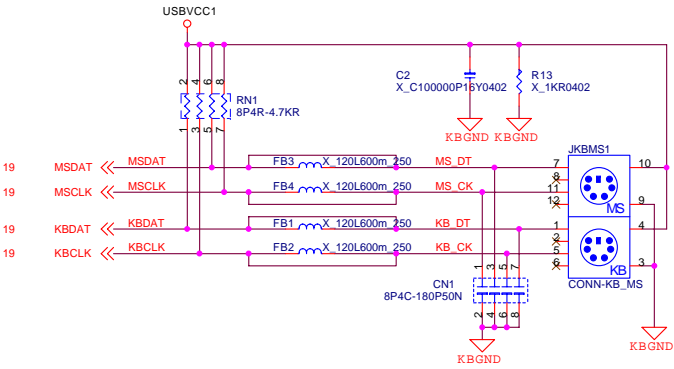 USBVCC1
2 4 6 8
RN1
8P4R-4.7KR
1 3 5 7
C2
X_C100000P16Y0402
R13
X_1KR0402
KBGND KBGND
JKBMS1
19 MSDAT MSDAT FB3 X_120L600m_250 MS_DT 7 10
8
19 MSCLK MSCLK FB4 X_120L600m_250 MS_CK 11
12 MS 9
19 KBDAT KBDAT FB1 X_120L600m_250 KB_DT 1 4
2
19 KBCLK KBCLK FB2 X_120L600m_250 KB_CK 5
6 KB 3
CONN-KB_MS
1 3 5 7
CN1
8P4C-180P50N
2 4 6 8
KBGND
KBGND